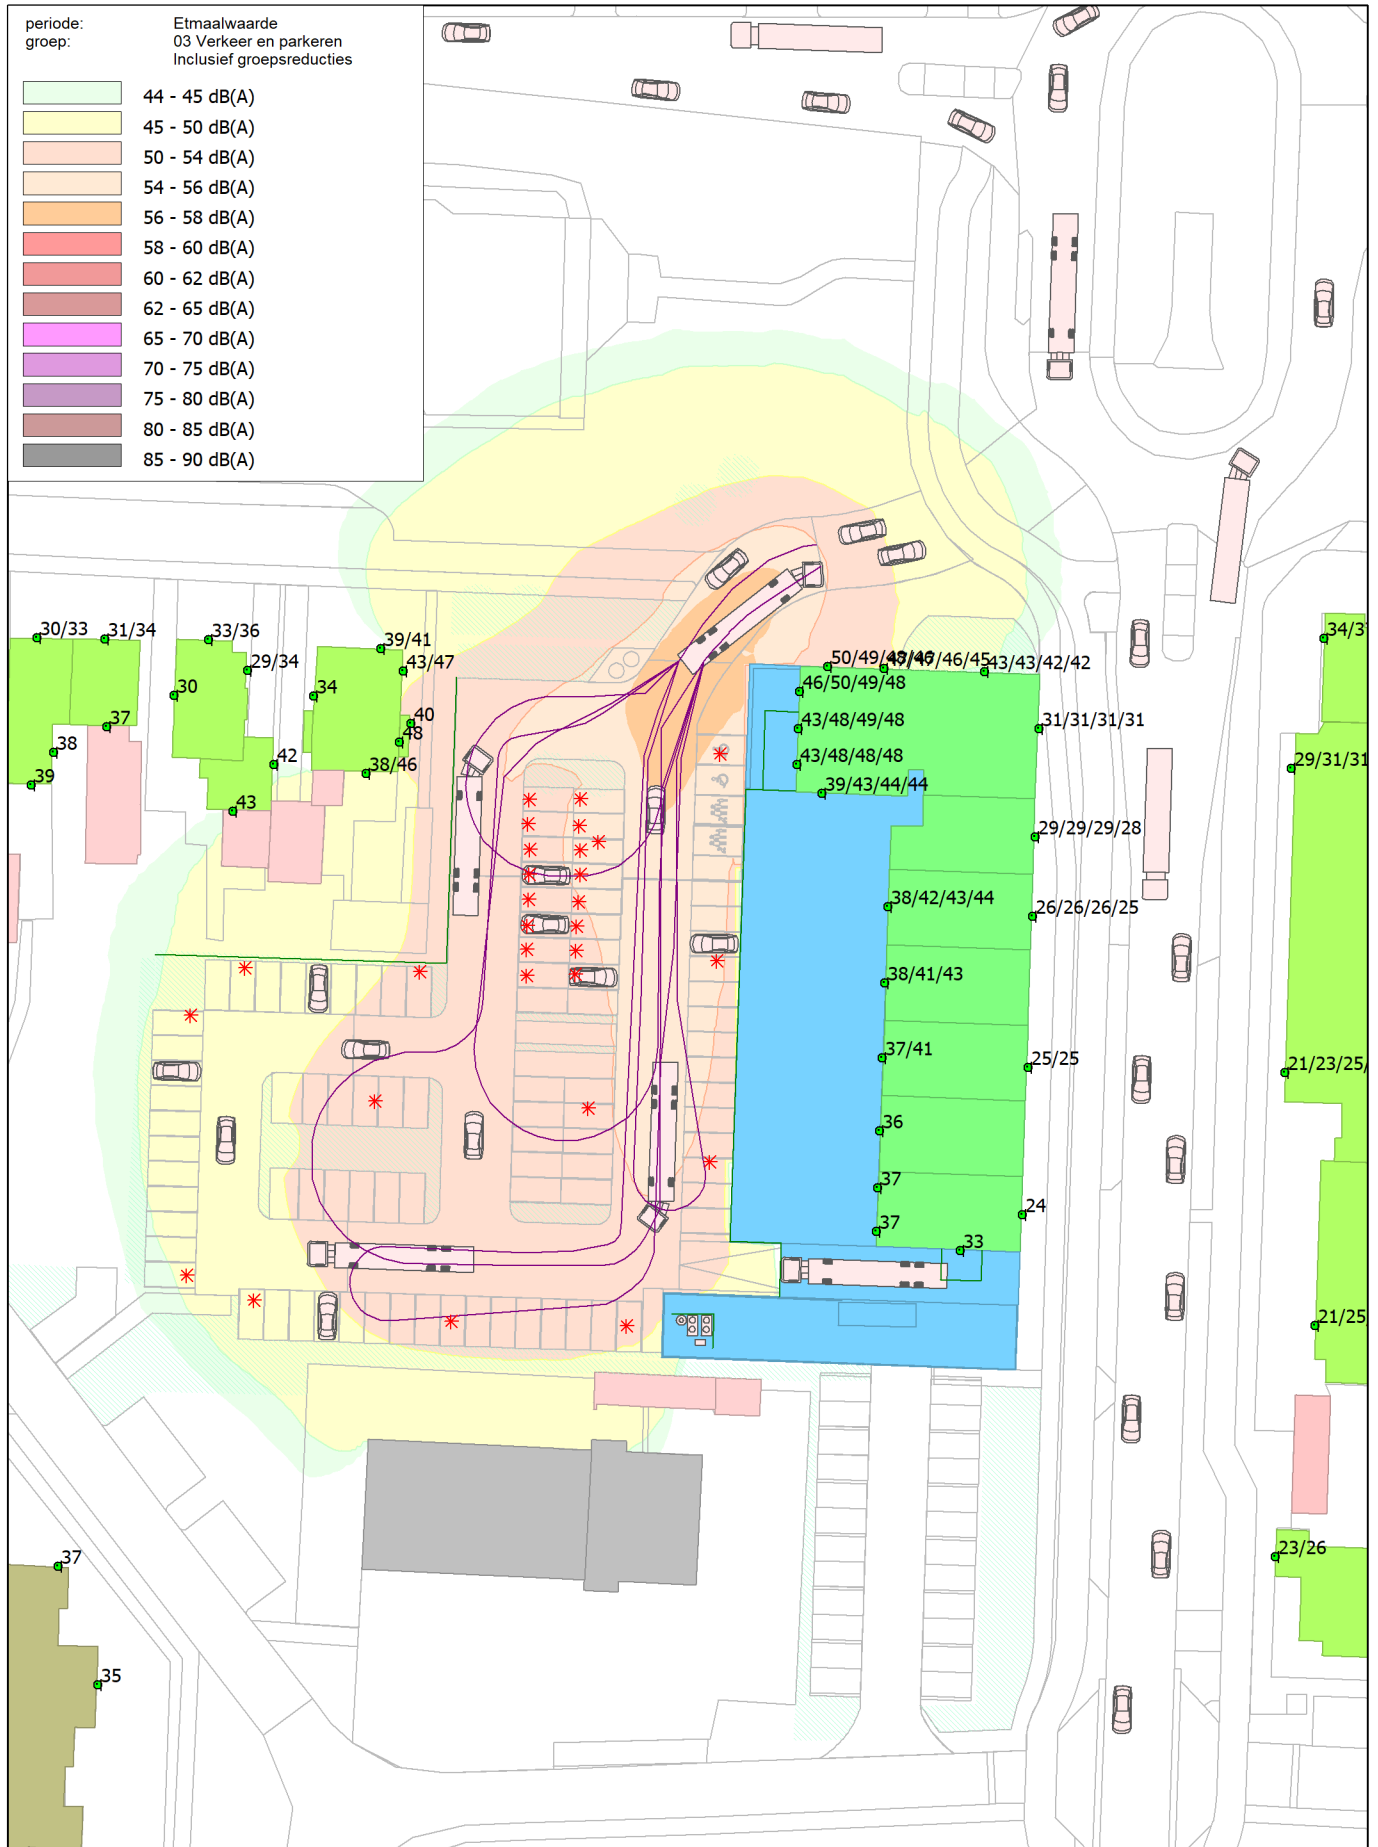 periode: Etmaalwaarde
groep: 03 Verkeer en parkeren
Inclusief groepsreducties
44 - 45 dB(A)
45 - 50 dB(A)
50 - 54 dB(A)
54 - 56 dB(A)
56 - 58 dB(A)
58 - 60 dB(A)
60 - 62 dB(A)
62 - 65 dB(A)
65 - 70 dB(A)
70 - 75 dB(A)
75 - 80 dB(A)
80 - 85 dB(A)
85 - 90 dB(A)
30/33
31/34
33/36
39/41
29/34
43/47
30
34
37
40
38
48
42
38/46
39
43
50/49/48/46
47/47/46/45
43/43/42/42
46/50/49/48
43/48/49/48
31/31/31/31
43/48/48/48
39/43/44/44
29/29/29/28
38/42/43/44
26/26/26/25
38/41/43
37/41
25/25
36
37
24
37
33
34/3
29/31/31
21/23/25/
21/25
23/26
37
35